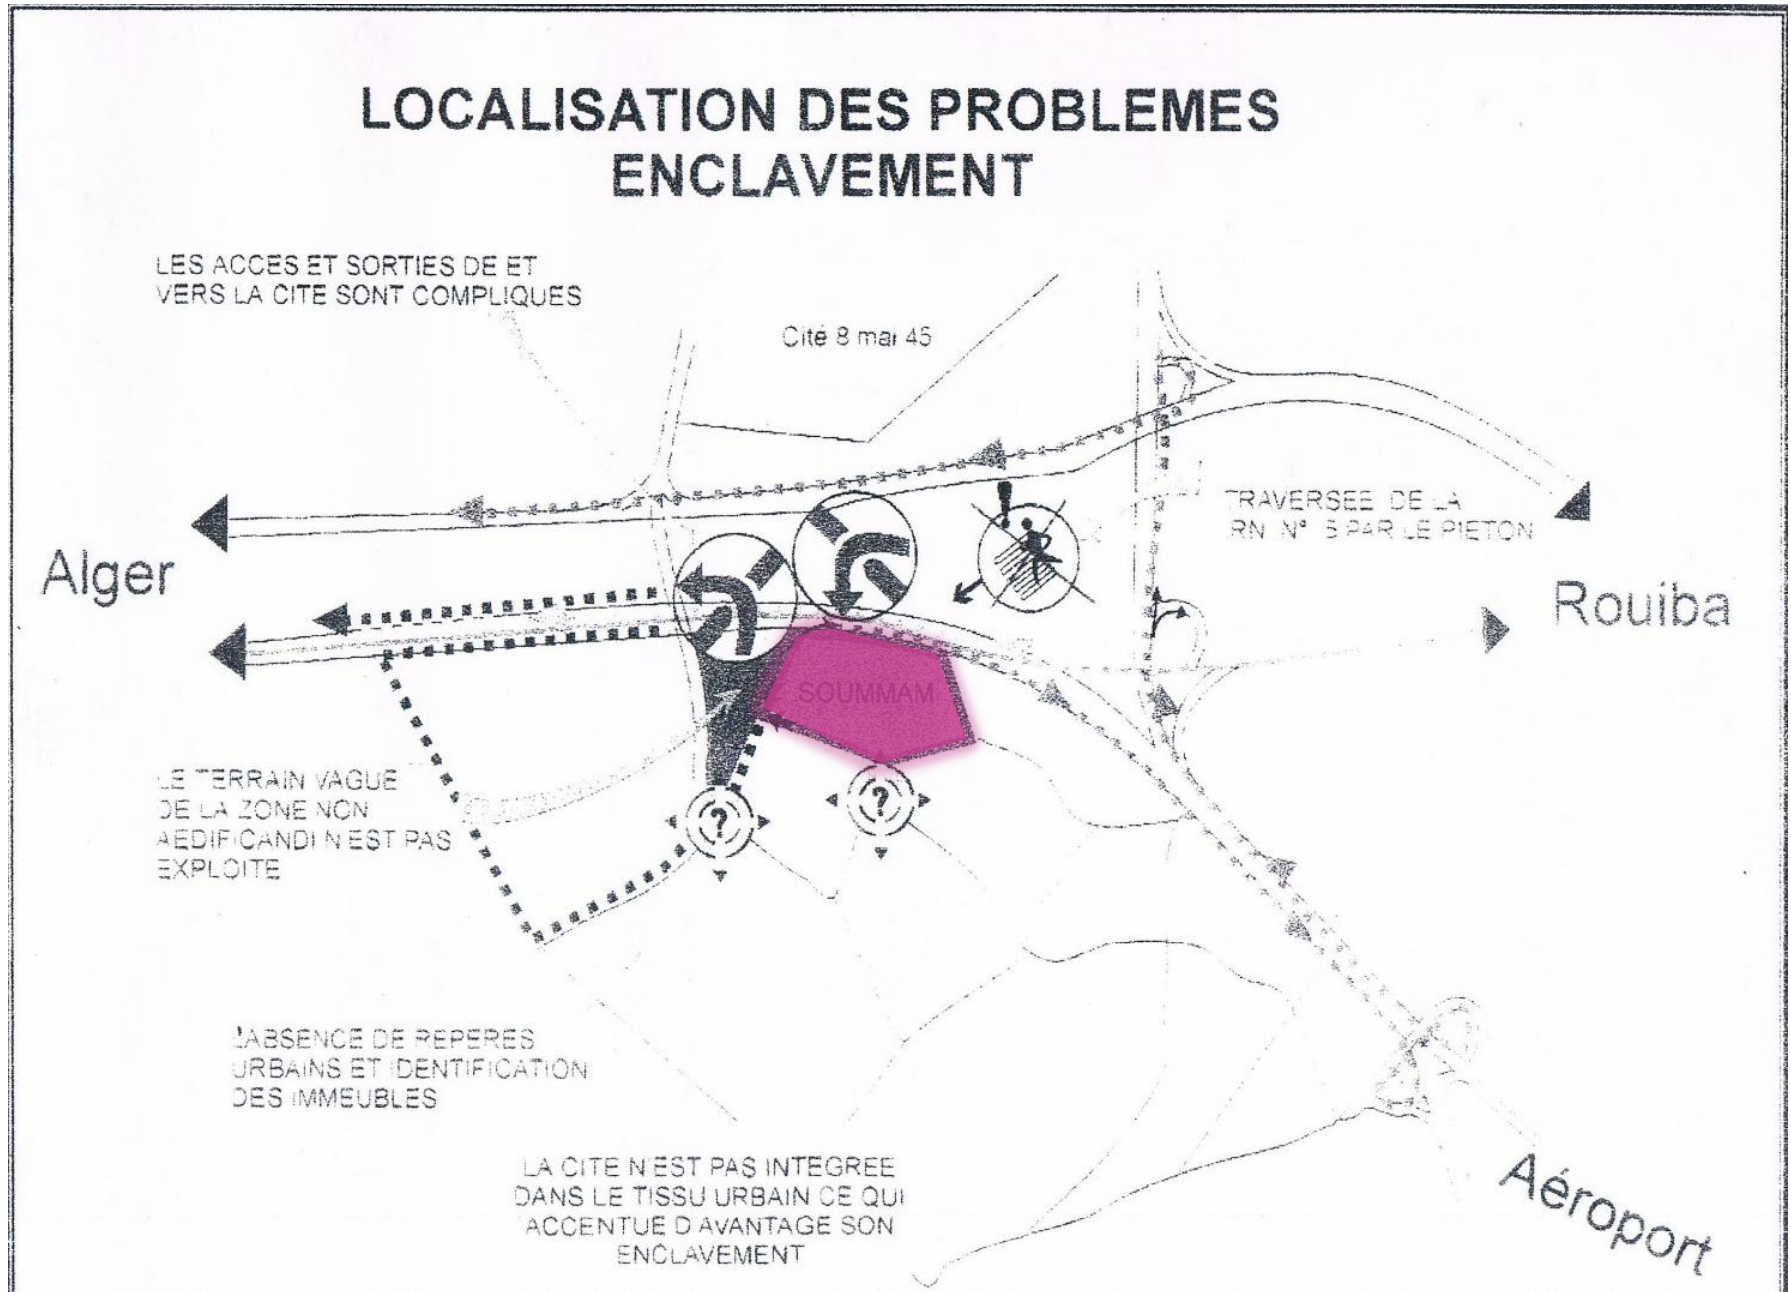 LOCALISATION DES PROBLEMES
ENCLAVEMENT
LES ACCES ET SORTIES DE ET
VERS LA CITE SONT COMPLIQUES
Cité 8 mai 45
TRAVERSEE DE LA
RN N° 5 PAR LE PIETON
Alger
Rouiba
SOUMMAM
LE TERRAIN VAGUE
DE LA ZONE NON
AEDIFICANDI N'EST PAS
EXPLOITE
?
?
L'ABSENCE DE REPERES
URBAINS ET IDENTIFICATION
DES IMMEUBLES
LA CITE N'EST PAS INTEGREE
DANS LE TISSU URBAIN CE QUI
ACCENTUE D'AVANTAGE SON
ENCLAVEMENT
Aéroport